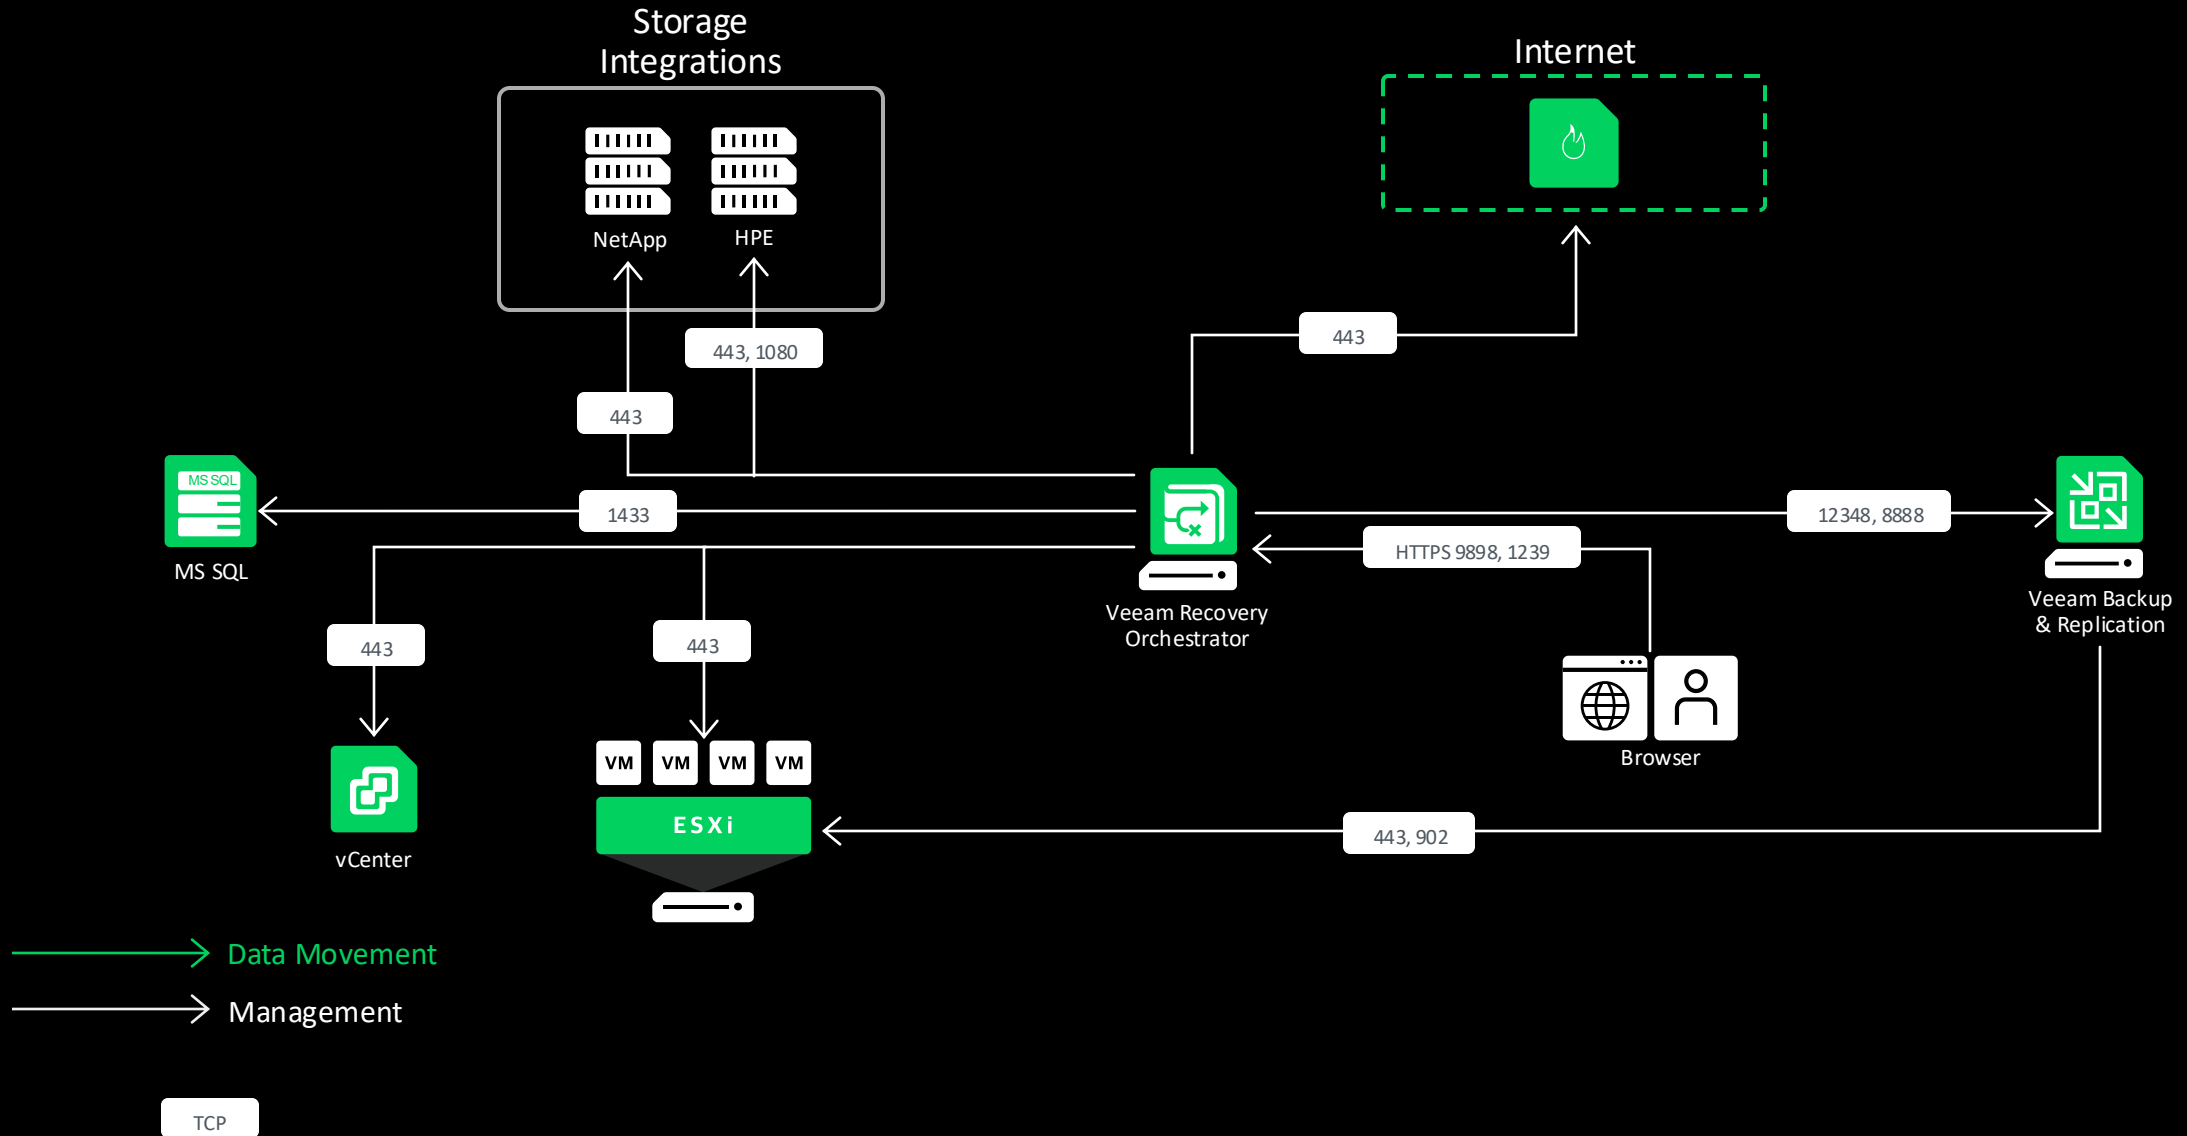 Storage
Integrations
Internet
NetApp
HPE
443, 1080
443
443
MS SQL
1433
12348, 8888
HTTPS 9898, 1239
MS SQL
Veeam Recovery
Orchestrator
Veeam Backup
& Replication
443
443
VM VM VM VM
Browser
ESXi
443, 902
vCenter
Data Movement
Management
TCP